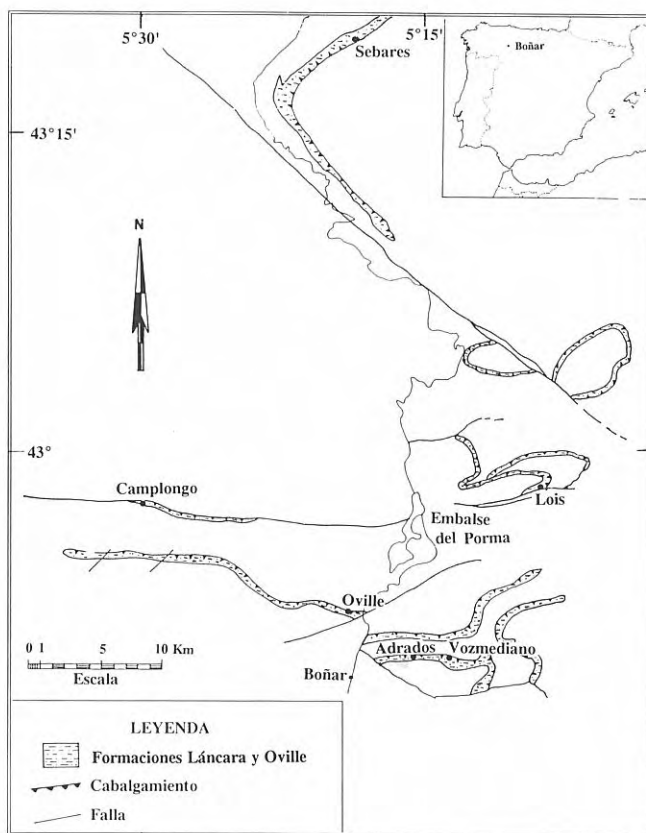 5°30'
5°15'
Sebares
Boñar
43°15'
N
43°
Camplongo
Lois
Embalse
del Porma
Oville
Adrados
Vozmediano
Boñar
0 1 5 10 Km
Escala
LEYENDA
Formaciones Láncara y Oville
Cabalgamiento
Falla